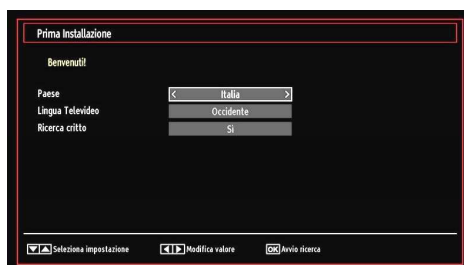 Prima Installazione
Benvenuti!
Paese < Italia >
Lingua Televideo Occidente
Ricerca critto Si
Seleziona impostazione Modifica valore OK Avvio ricerca